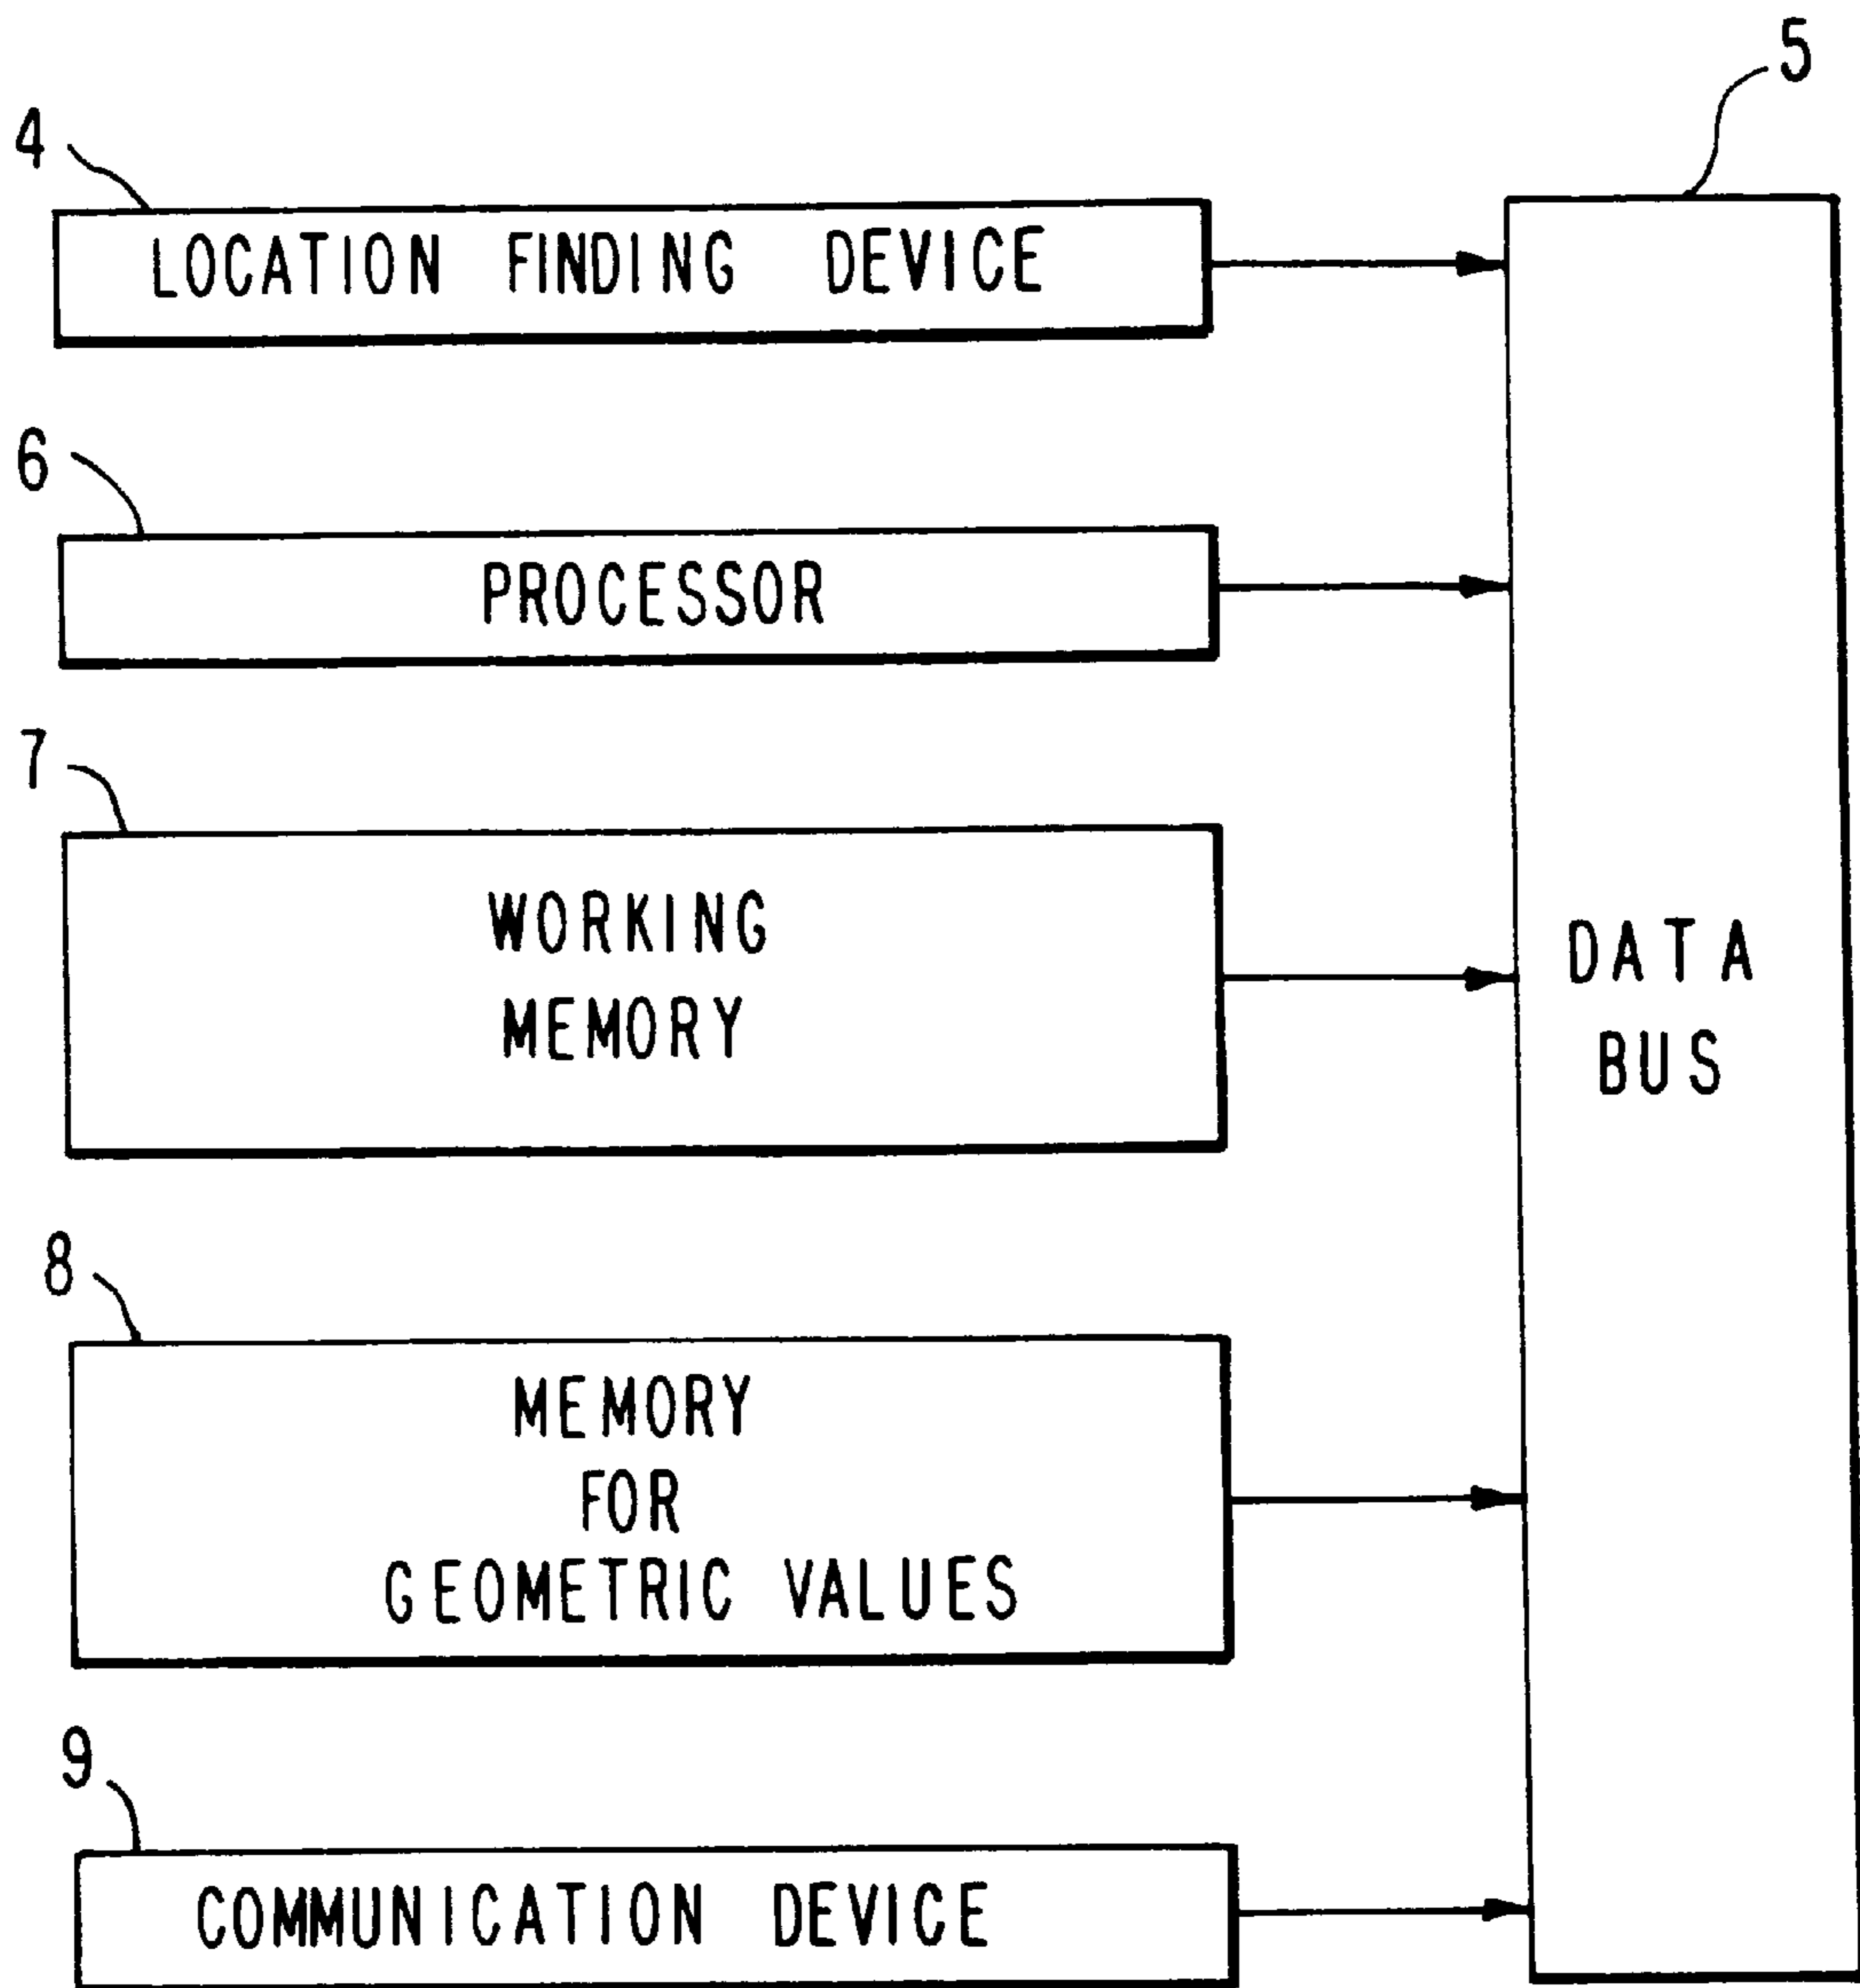 5
4
LOCATION FINDING DEVICE
6
PROCESSOR
7
WORKING
MEMORY
DATA
BUS
8
MEMORY
FOR
GEOMETRIC VALUES
9
COMMUNICATION DEVICE